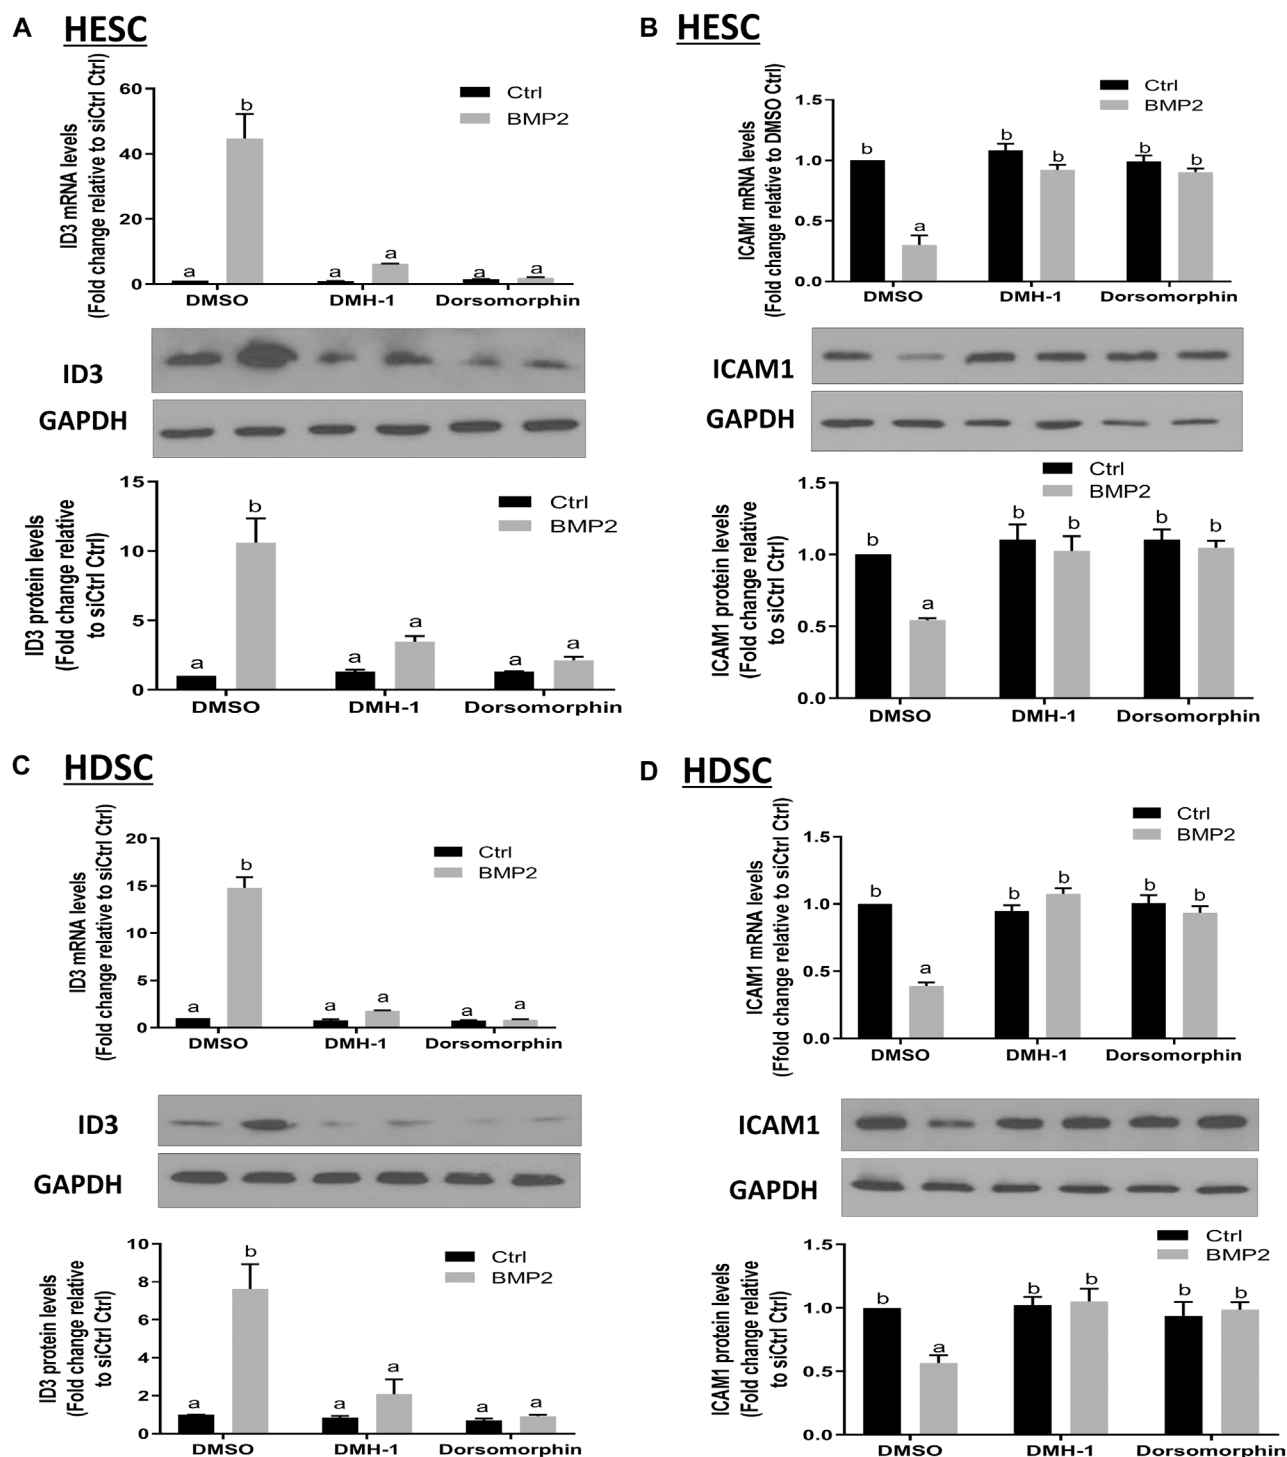 A HESC
ID3 mRNA levels
(Fold change relative to siCtrl Ctrl)
60
40
20
0
Ctrl
BMP2
a
b
a
a
a
a
DMSO
DMH-1
Dorsomorphin
ID3
GAPDH
ID3 protein levels
(Fold change relative
to siCtrl Ctrl)
15
10
5
0
Ctrl
BMP2
a
b
a
a
a
a
DMSO
DMH-1
Dorsomorphin
B HESC
ICAM1 mRNA levels
(Fold change relative to DMSO Ctrl)
1.5
1.0
0.5
0.0
Ctrl
BMP2
b
a
b
b
b
b
DMSO
DMH-1
Dorsomorphin
ICAM1
GAPDH
ICAM1 protein levels
(Fold change relative
to siCtrl Ctrl)
1.5
1.0
0.5
0.0
Ctrl
BMP2
b
a
b
b
b
b
DMSO
DMH-1
Dorsomorphin
C HDSC
ID3 mRNA levels
(Fold change relative to siCtrl Ctrl)
20
15
10
5
0
Ctrl
BMP2
a
b
a
a
a
a
DMSO
DMH-1
Dorsomorphin
ID3
GAPDH
ID3 protein levels
(Fold change relative
to siCtrl Ctrl)
10
8
6
4
2
0
Ctrl
BMP2
a
b
a
a
a
a
DMSO
DMH-1
Dorsomorphin
D HDSC
ICAM1 mRNA levels
(Ffold change relative to siCtrl Ctrl)
1.5
1.0
0.5
0.0
Ctrl
BMP2
b
a
b
b
b
b
DMSO
DMH-1
Dorsomorphin
ICAM1
GAPDH
ICAM1 protein levels
(Fold change relative
to siCtrl Ctrl)
1.5
1.0
0.5
0.0
Ctrl
BMP2
b
a
b
b
b
b
DMSO
DMH-1
Dorsomorphin